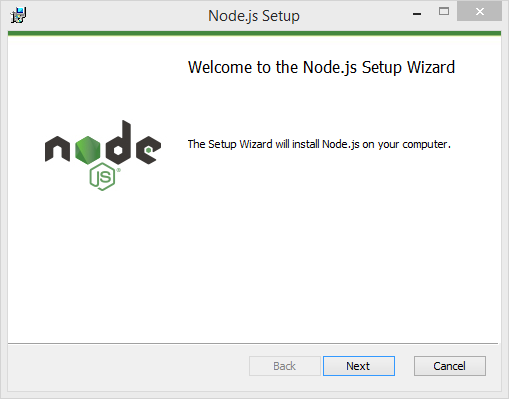 Node.js Setup
Welcome to the Node.js Setup Wizard
The Setup Wizard will install Node.js on your computer.
node
JS®
Back
Next
Cancel